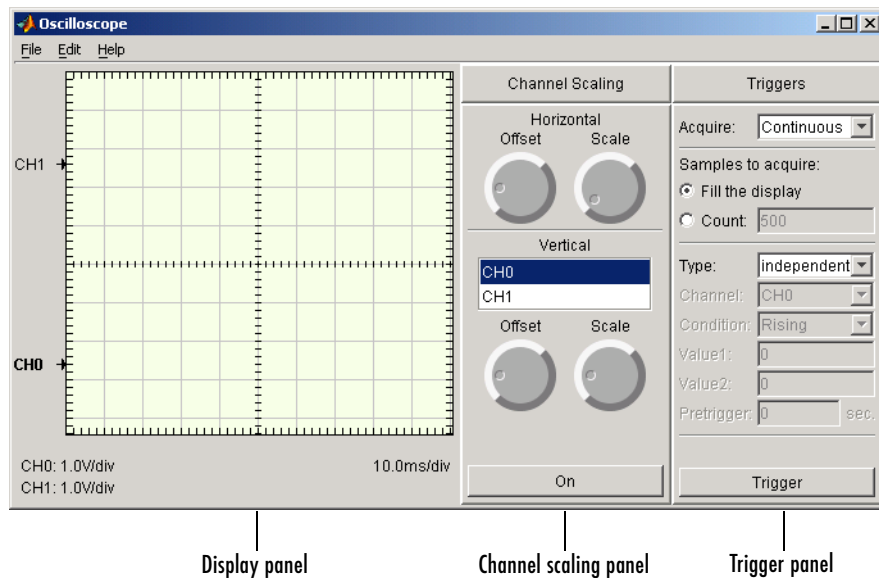 Oscilloscope
File Edit Help
CH1
CH0
CH0: 1.0V/div
CH1: 1.0V/div
10.0ms/div
Channel Scaling
Horizontal
Offset Scale
Vertical
CH0
CH1
Offset Scale
On
Triggers
Acquire: Continuous
Samples to acquire:
Fill the display
Count: 500
Type: independent
Channel: CH0
Condition: Rising
Value1: 0
Value2: 0
Pretrigger: 0 sec.
Trigger
Display panel
Channel scaling panel
Trigger panel